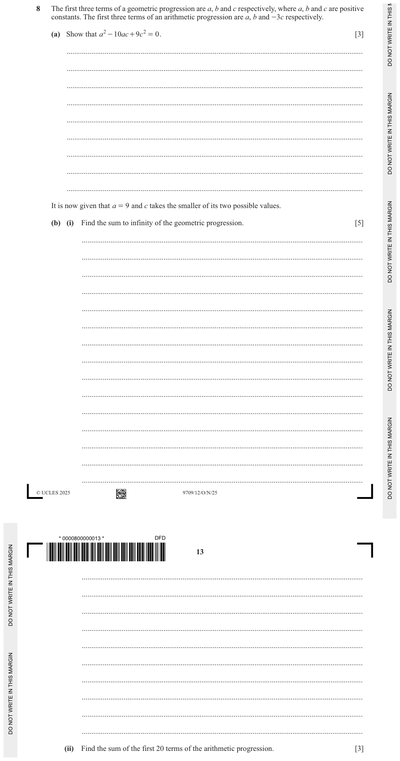 8 The first three terms of a geometric progression are a, b and c respectively, where a, b and c are positive
constants. The first three terms of an arithmetic progression are a, b and −3c respectively.
(a) Show that a² − 10ac + 9c² = 0. [3]
It is now given that a = 9 and c takes the smaller of its two possible values.
(b) (i) Find the sum to infinity of the geometric progression. [5]
© UCLES 2025 9709/12/O/N/25
* 0000800000013 * DFD
13
(ii) Find the sum of the first 20 terms of the arithmetic progression. [3]
DO NOT WRITE IN THIS MARGIN
DO NOT WRITE IN THIS MARGIN
DO NOT WRITE IN THIS MARGIN
DO NOT WRITE IN THIS MARGIN
DO NOT WRITE IN THIS MARGIN
DO NOT WRITE IN THIS MARGIN
DO NOT WRITE IN THIS MARGIN